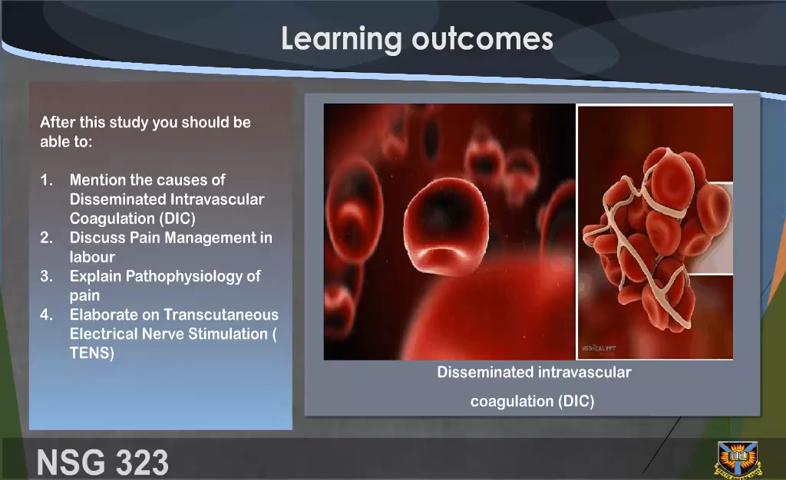 Learning outcomes
After this study you should be
able to:
1. Mention the causes of
Disseminated Intravascular
Coagulation (DIC)
2. Discuss Pain Management in
labour
3. Explain Pathophysiology of
pain
4. Elaborate on Transcutaneous
Electrical Nerve Stimulation (
TENS)
MEDICALPPT
Disseminated intravascular
coagulation (DIC)
NSG 323